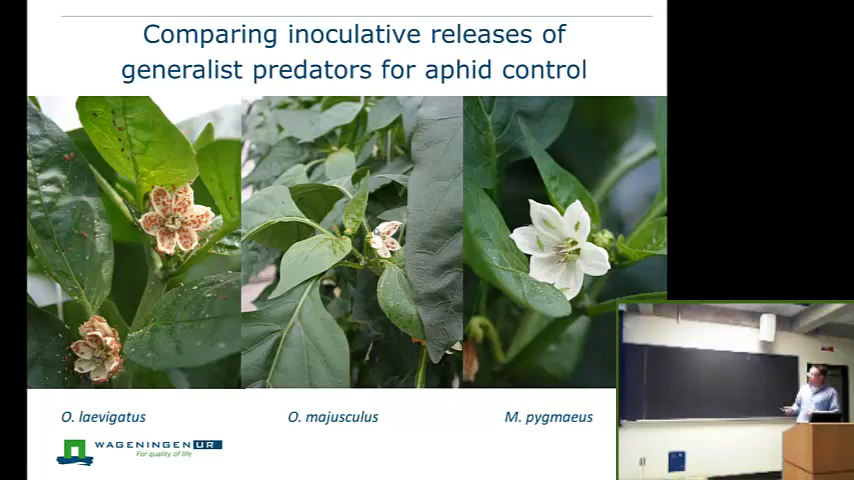 Comparing inoculative releases of
generalist predators for aphid control
O. laevigatus
O. majusculus
M. pygmaeus
WAGENINGEN UR
For quality of life